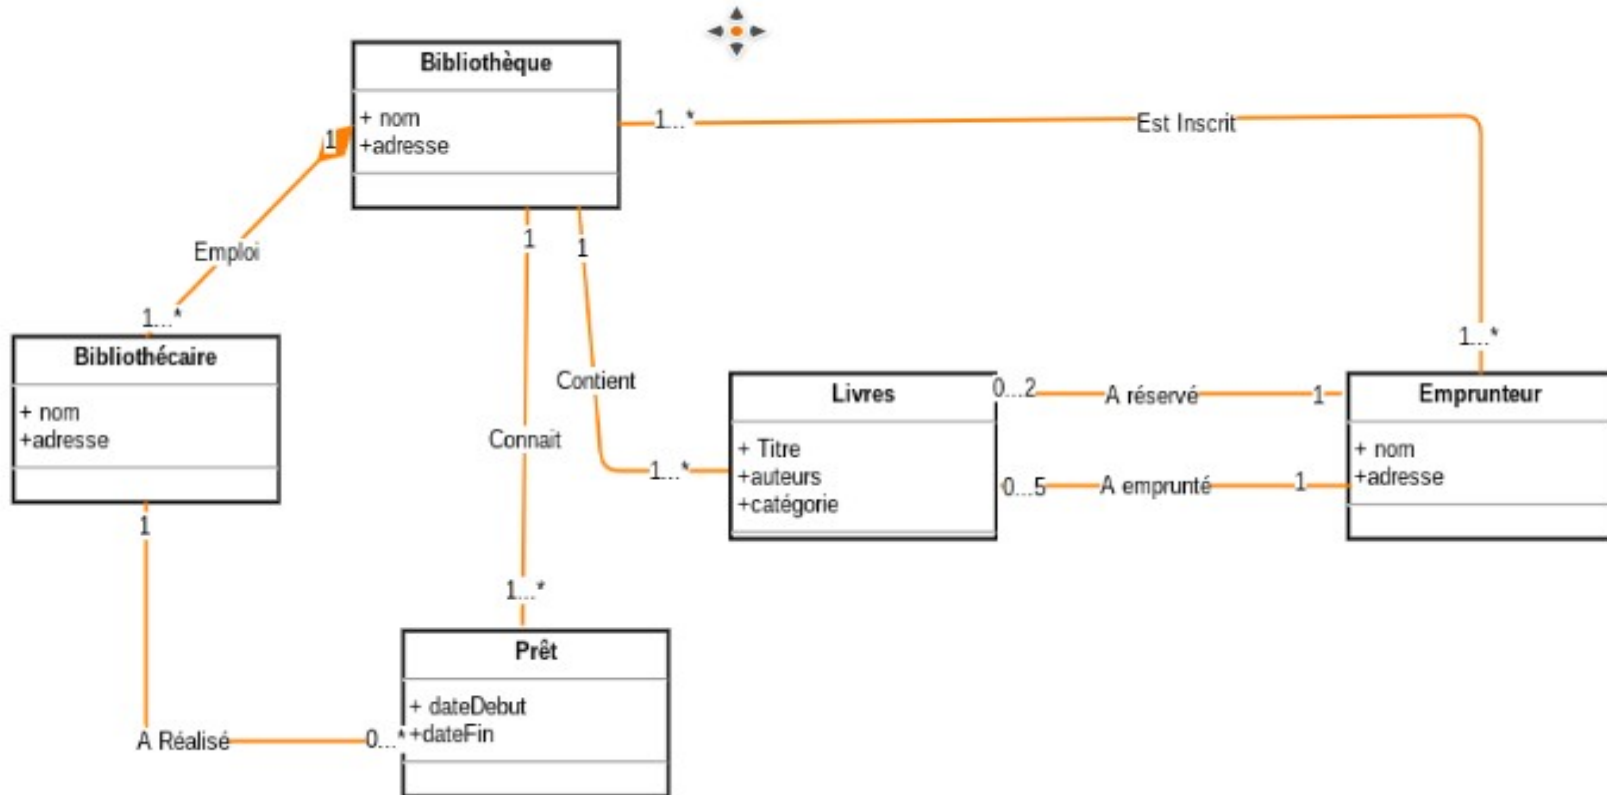 Bibliothèque
+ nom
+adresse
1
1...*
Est Inscrit
Emploi
1
1
1...*
1...*
Bibliothécaire
+ nom
+adresse
Contient
Connait
Livres
+ Titre
+auteurs
+catégorie
0...2
A réservé
1
Emprunteur
+ nom
+adresse
1...*
0...5
A emprunté
1
1
1...*
Prêt
+ dateDebut
+dateFin
A Réalisé
0...*